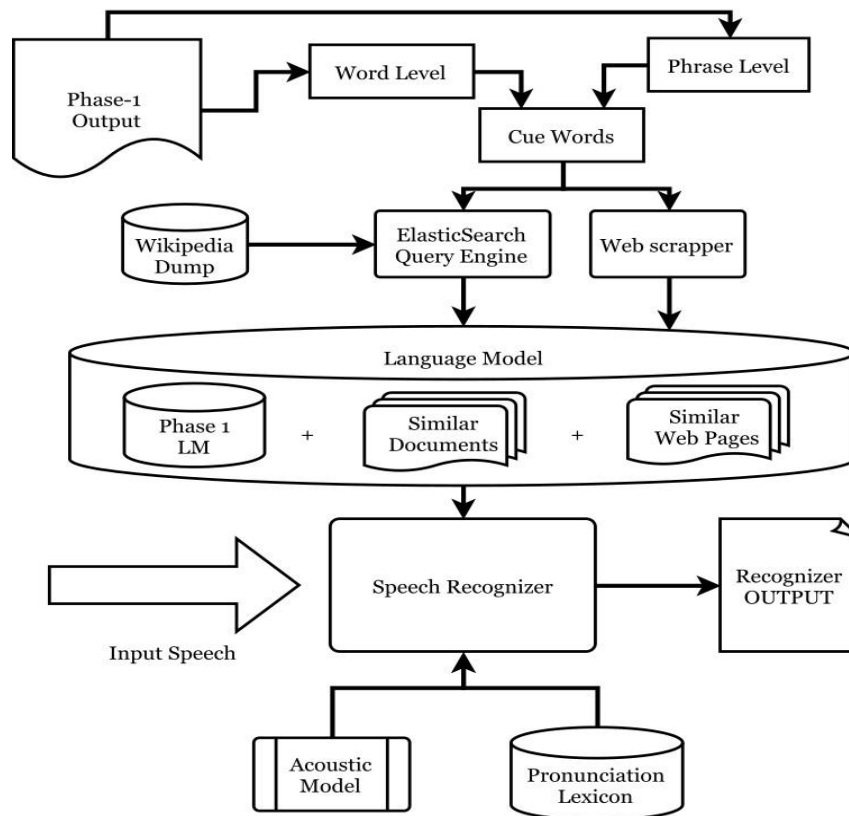 Phase-1
Output
Word Level
Phrase Level
Cue Words
Wikipedia
Dump
ElasticSearch
Query Engine
Web scrapper
Language Model
Phase 1
LM
+
Similar
Documents
+
Similar
Web Pages
Input Speech
Speech Recognizer
Recognizer
OUTPUT
Acoustic
Model
Pronunciation
Lexicon